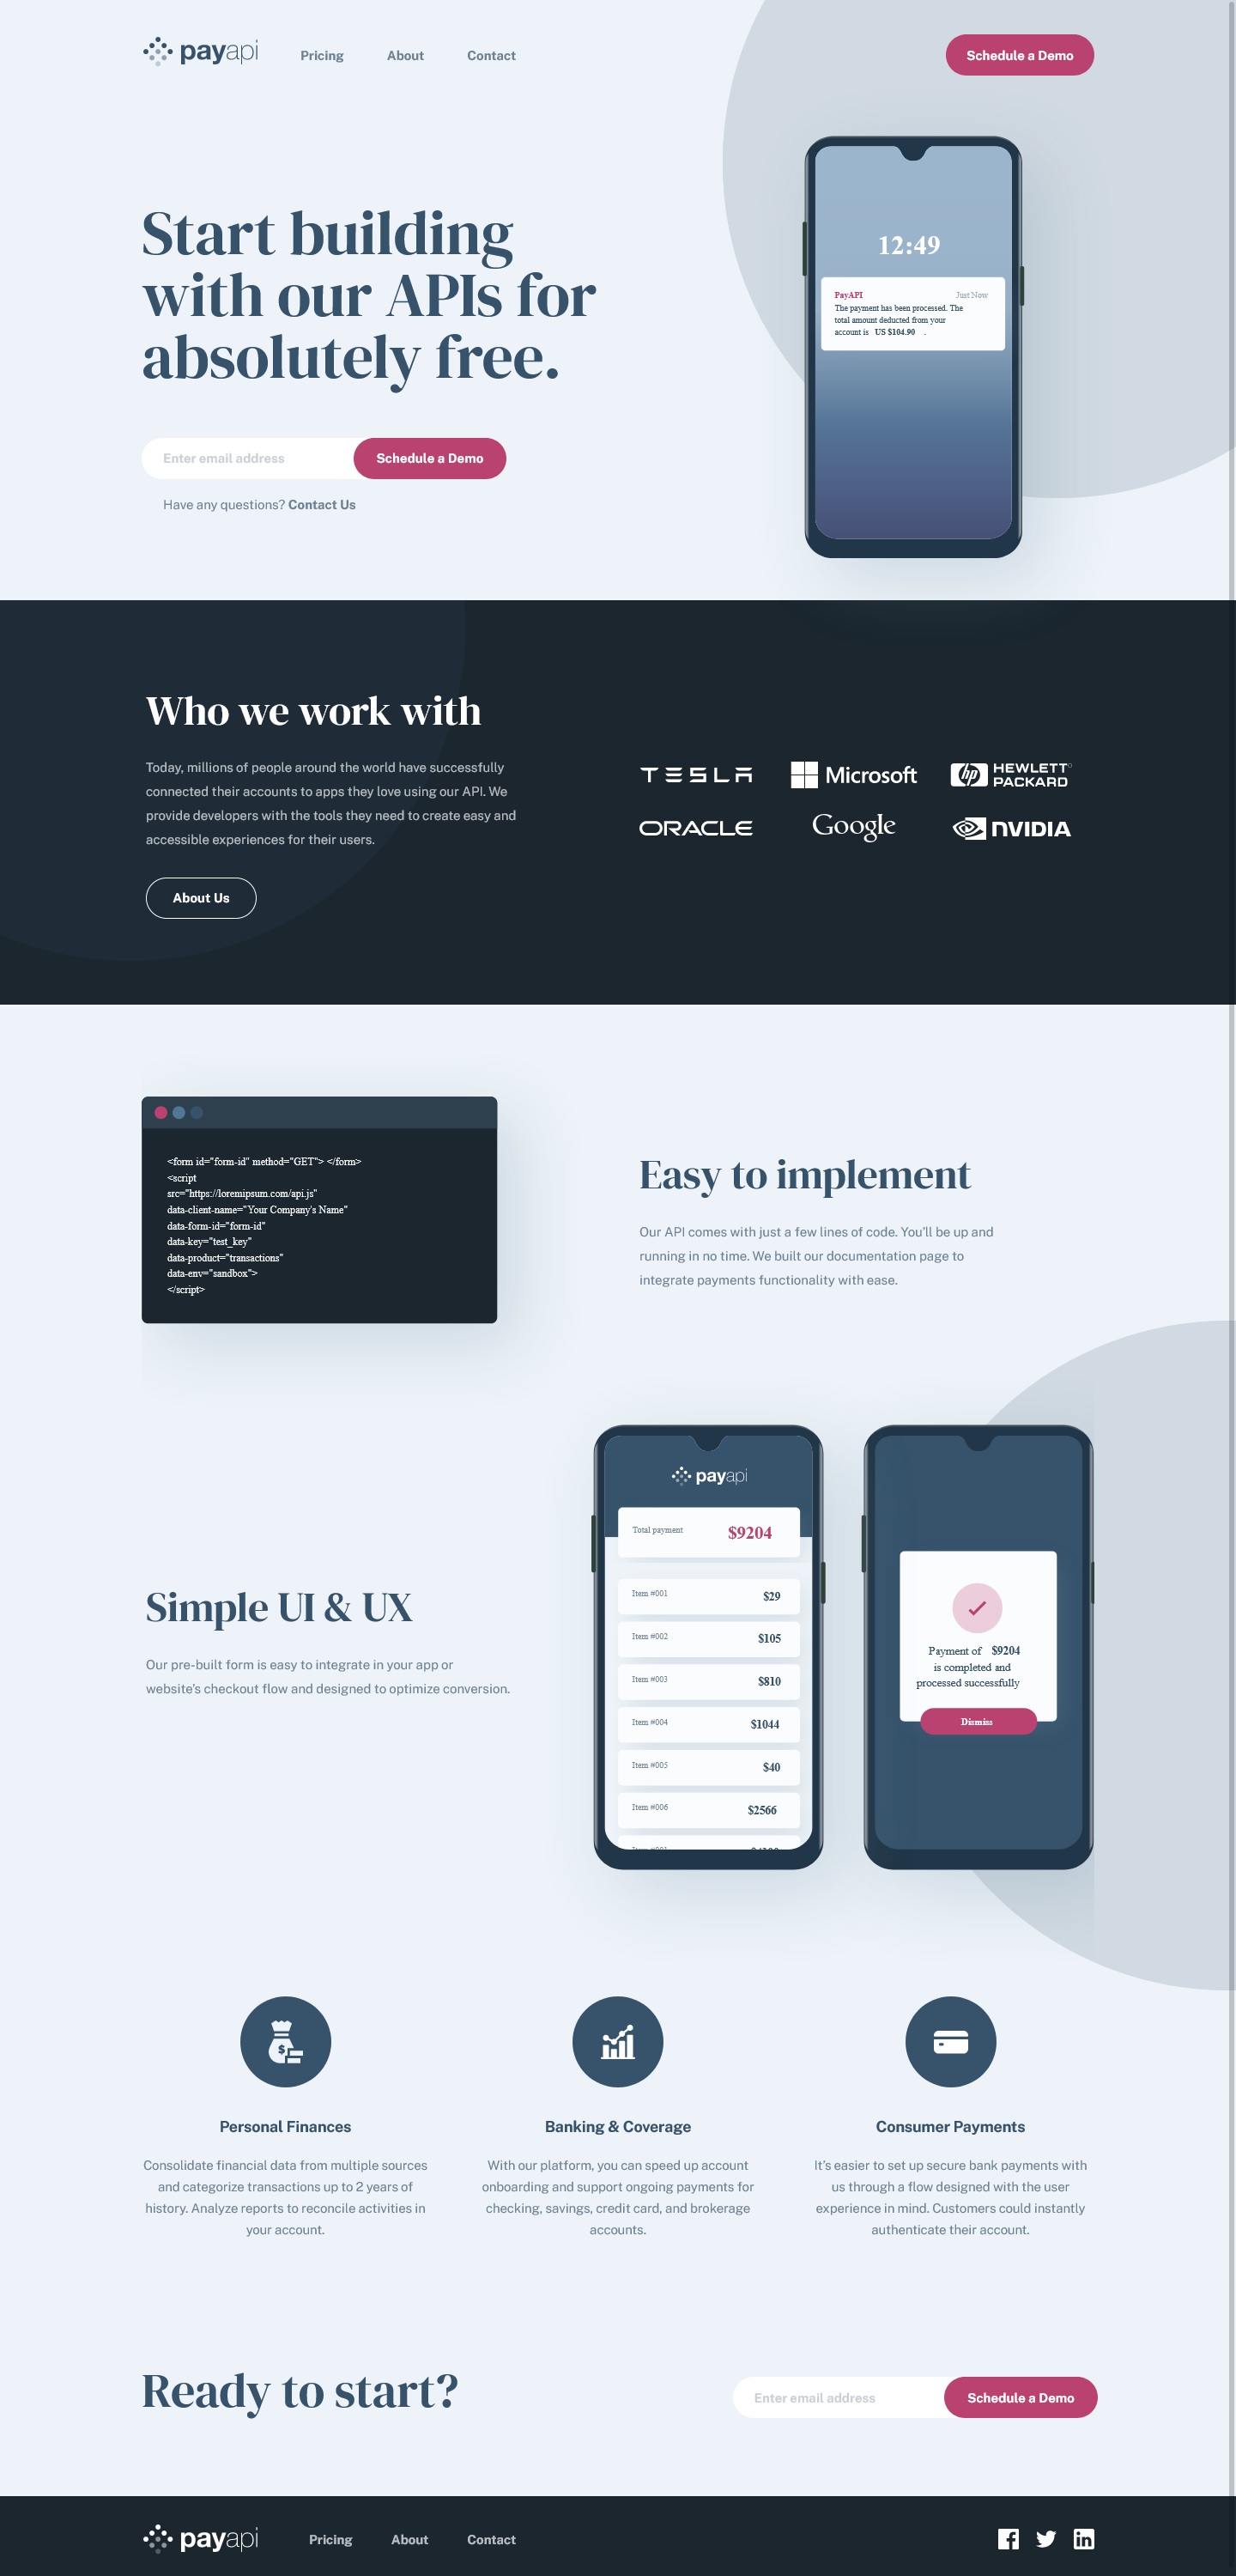 payapi
Pricing
About
Contact
Schedule a Demo
Start building
with our APIs for
absolutely free.
Enter email address
Schedule a Demo
Have any questions? Contact Us
12:49
PayAPI
Just Now
The payment has been processed. The
total amount deducted from your
account is US $104.90 .
Who we work with
Today, millions of people around the world have successfully
connected their accounts to apps they love using our API. We
provide developers with the tools they need to create easy and
accessible experiences for their users.
About Us
TESLA
Microsoft
hp HEWLETT
PACKARD
ORACLE
Google
NVIDIA
<form id="form-id" method="GET"> </form>
<script
src="https://loremipsum.com/api.js"
data-client-name="Your Company's Name"
data-form-id="form-id"
data-key="test_key"
data-product="transactions"
data-env="sandbox">
</script>
Easy to implement
Our API comes with just a few lines of code. You’ll be up and
running in no time. We built our documentation page to
integrate payments functionality with ease.
Simple UI & UX
Our pre-built form is easy to integrate in your app or
website’s checkout flow and designed to optimize conversion.
payapi
Total payment $9204
Item #001 $29
Item #002 $105
Item #003 $810
Item #004 $1044
Item #005 $40
Item #006 $2566
Payment of $9204
is completed and
processed successfully
Dismiss
$
Personal Finances
Consolidate financial data from multiple sources
and categorize transactions up to 2 years of
history. Analyze reports to reconcile activities in
your account.
Banking & Coverage
With our platform, you can speed up account
onboarding and support ongoing payments for
checking, savings, credit card, and brokerage
accounts.
Consumer Payments
It’s easier to set up secure bank payments with
us through a flow designed with the user
experience in mind. Customers could instantly
authenticate their account.
Ready to start?
Enter email address
Schedule a Demo
payapi
Pricing
About
Contact